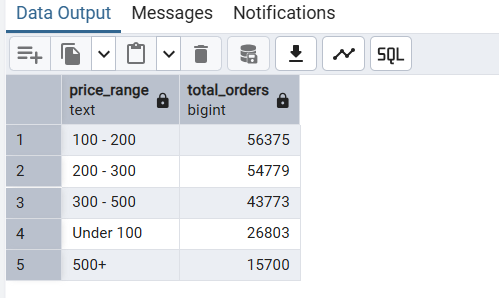 Data Output Messages Notifications
SQL
price_range total_orders
text bigint
1 100 - 200 56375
2 200 - 300 54779
3 300 - 500 43773
4 Under 100 26803
5 500+ 15700